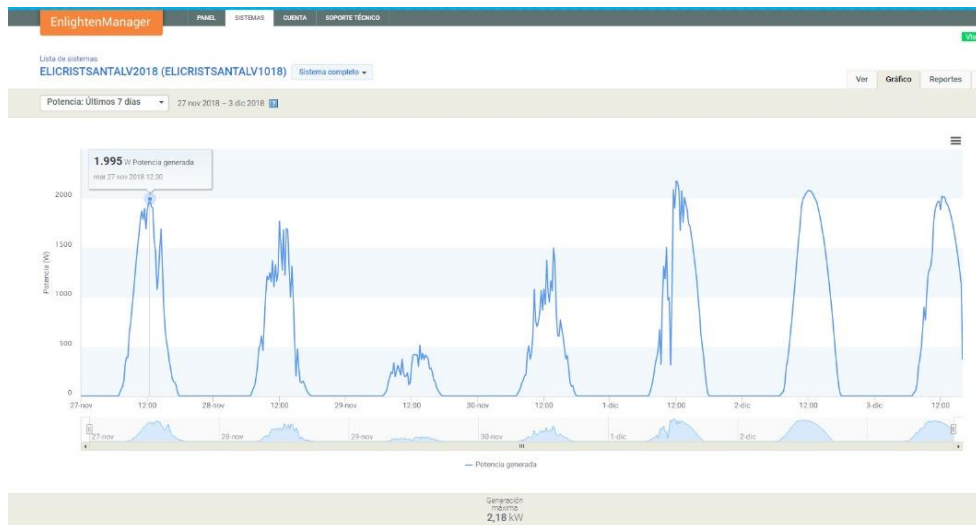 EnlightenManager
PANEL SISTEMAS CUENTA SOPORTE TÉCNICO
Lista de sistemas
ELICRISTSANTALV2018 (ELICRISTSANTALV1018) Sistema completo
Ver Gráfico Reportes
Potencia: Últimos 7 días 27 nov 2018 – 3 dic 2018
1.995 W Potencia generada
mar 27 nov 2018 12:30
Potencia (W)
2000
1500
1000
500
0
27-nov 12:00 28-nov 12:00 29-nov 12:00 30-nov 12:00 1-dic 12:00 2-dic 12:00 3-dic 12:00
27-nov 28-nov 29-nov 30-nov 1-dic 2-dic
Potencia generada
Generación
máxima
2,18 kW